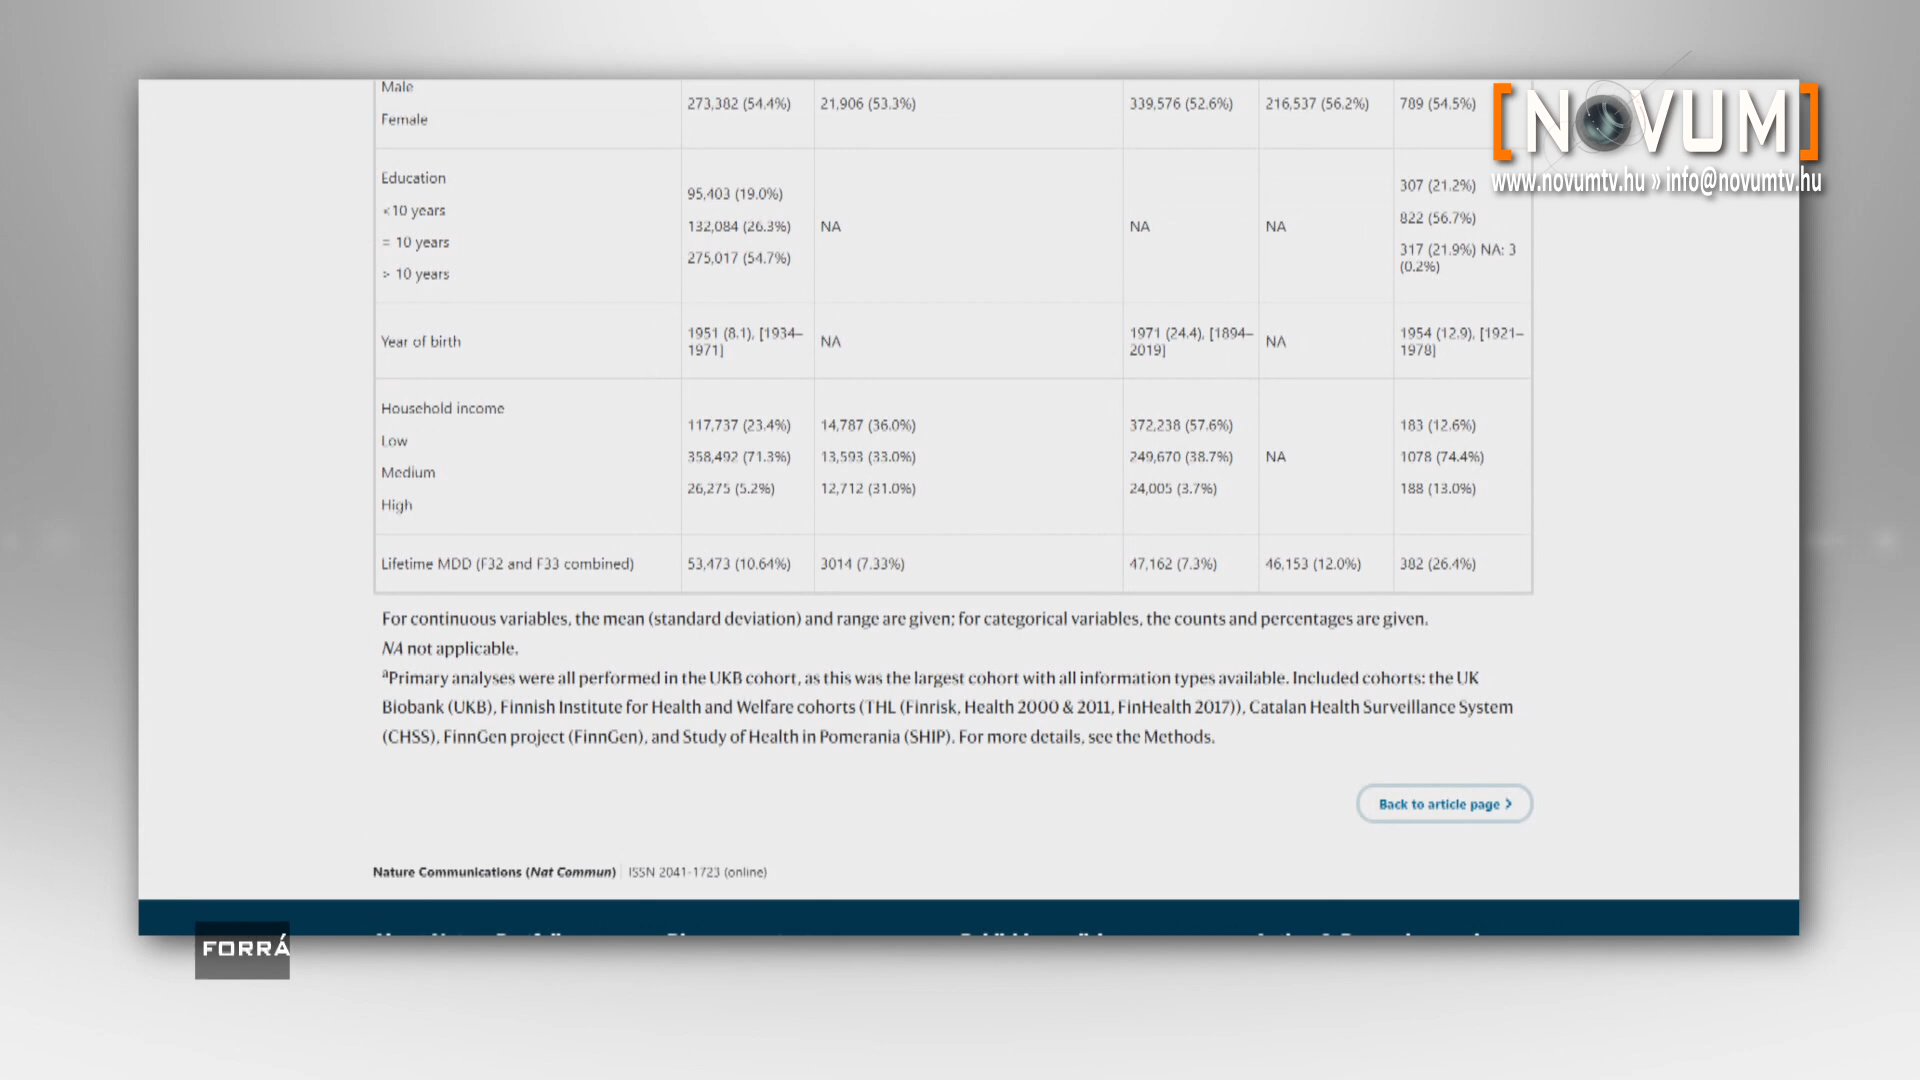 Male
Female
273,382 (54.4%)
21,906 (53.3%)
339,576 (52.6%)
216,537 (56.2%)
789 (54.5%)
[NOVUM]
www.novumtv.hu » info@novumtv.hu
Education
<10 years
= 10 years
> 10 years
95,403 (19.0%)
132,084 (26.3%)
275,017 (54.7%)
NA
NA
NA
307 (21.2%)
822 (56.7%)
317 (21.9%) NA: 3
(0.2%)
Year of birth
1951 (8.1), [1934–
1971]
NA
1971 (24.4), [1894–
2019]
NA
1954 (12.9), [1921–
1978]
Household income
Low
Medium
High
117,737 (23.4%)
358,492 (71.3%)
26,275 (5.2%)
14,787 (36.0%)
13,593 (33.0%)
12,712 (31.0%)
372,238 (57.6%)
249,670 (38.7%)
24,005 (3.7%)
NA
183 (12.6%)
1078 (74.4%)
188 (13.0%)
Lifetime MDD (F32 and F33 combined)
53,473 (10.64%)
3014 (7.33%)
47,162 (7.3%)
46,153 (12.0%)
382 (26.4%)
For continuous variables, the mean (standard deviation) and range are given; for categorical variables, the counts and percentages are given.
NA not applicable.
ᵃPrimary analyses were all performed in the UKB cohort, as this was the largest cohort with all information types available. Included cohorts: the UK
Biobank (UKB), Finnish Institute for Health and Welfare cohorts (THL (Finrisk, Health 2000 & 2011, FinHealth 2017)), Catalan Health Surveillance System
(CHSS), FinnGen project (FinnGen), and Study of Health in Pomerania (SHIP). For more details, see the Methods.
Back to article page >
Nature Communications (Nat Commun) ISSN 2041-1723 (online)
FORRÁ